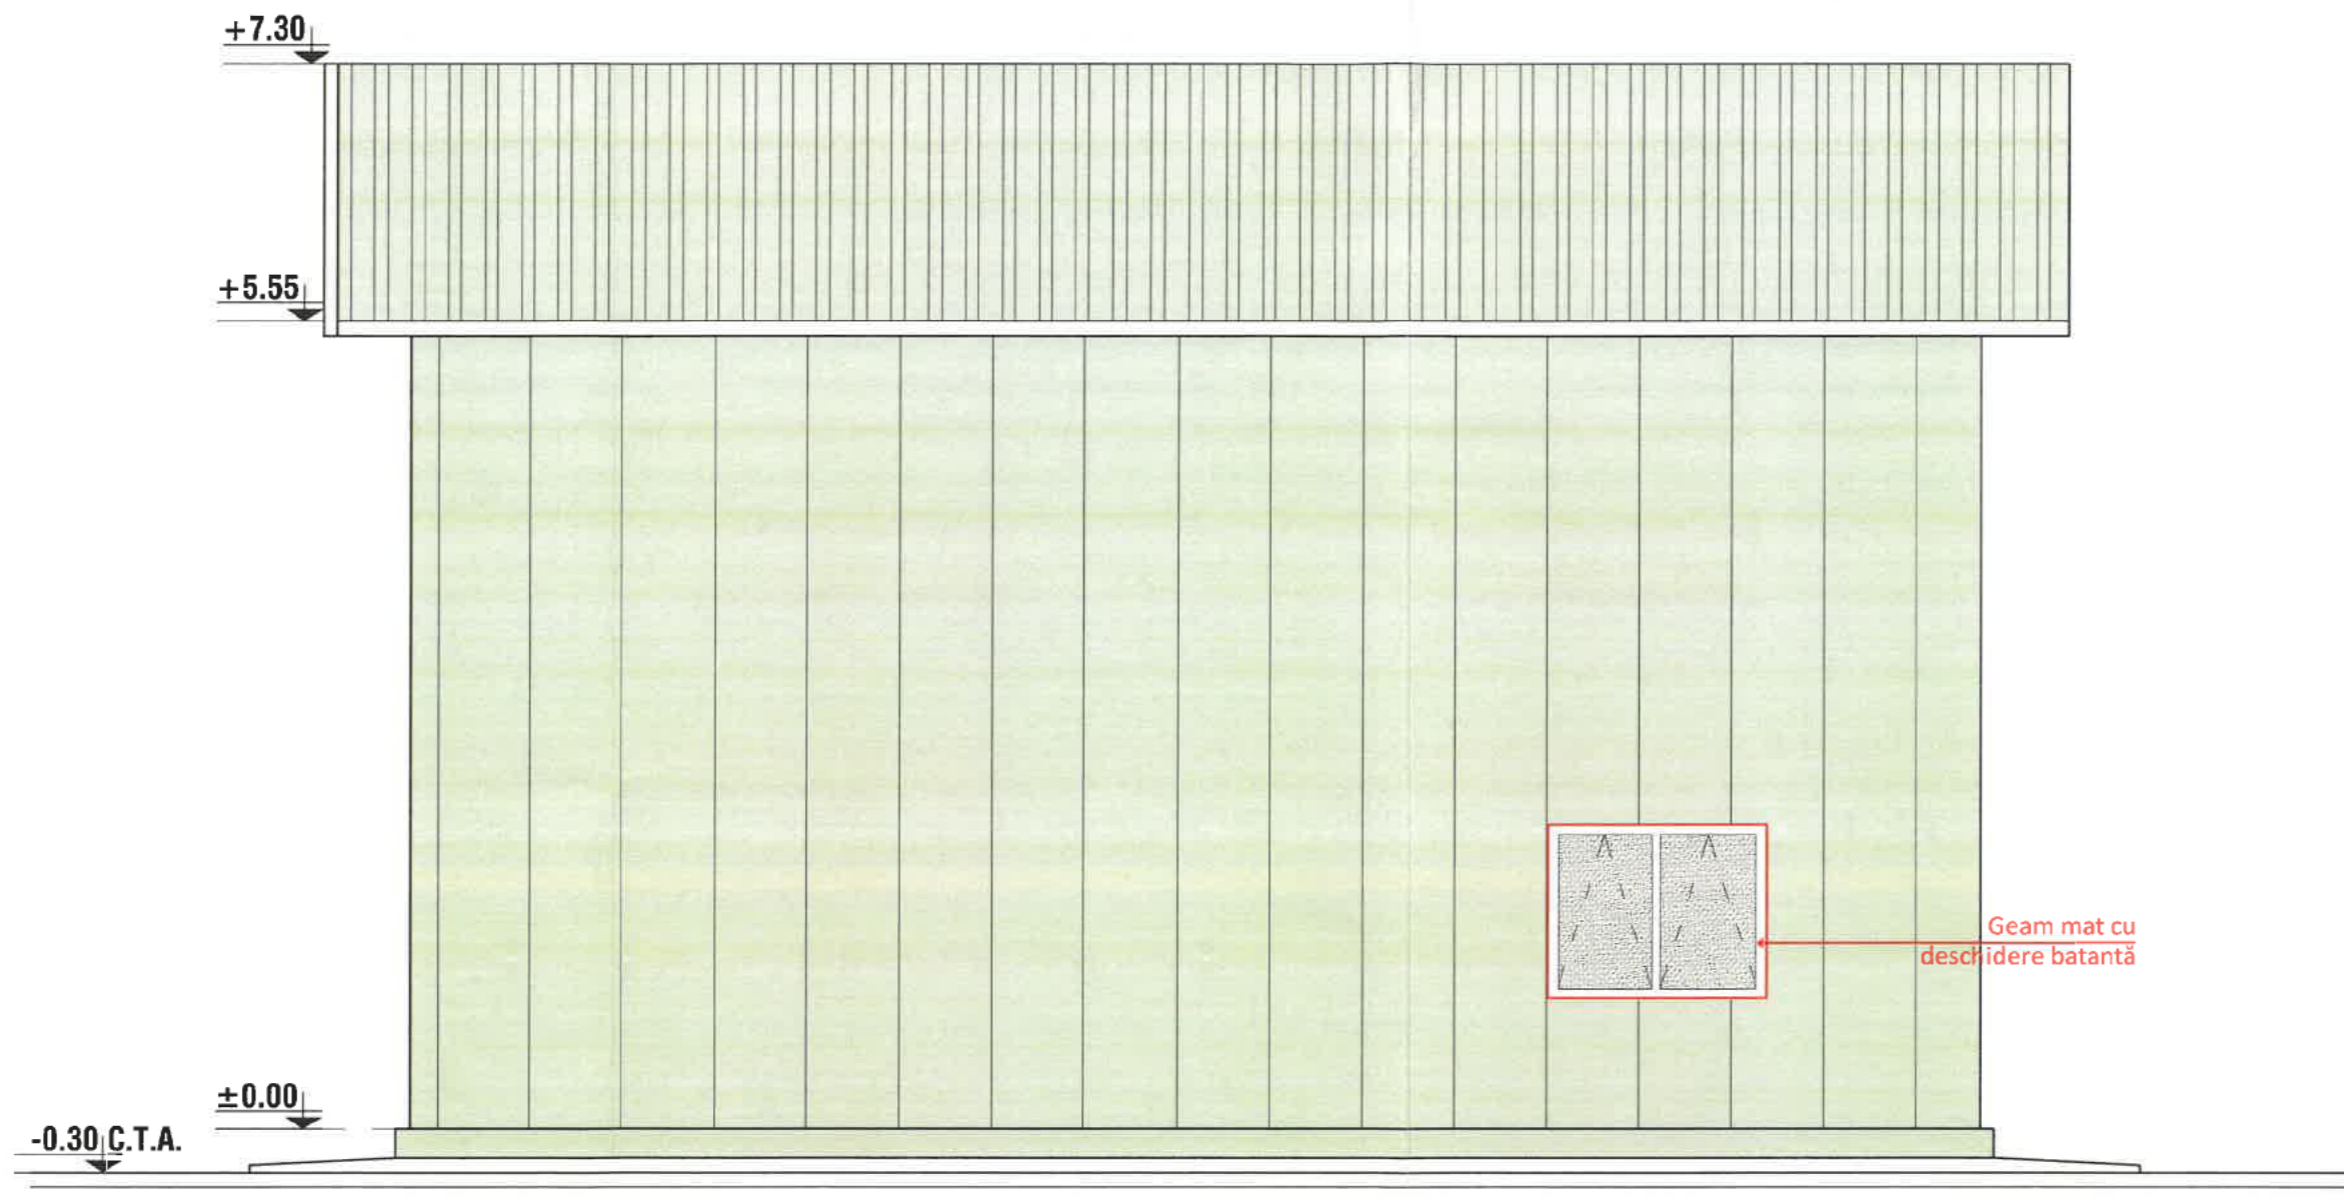 +7.30
+5.55
Geam mat cu
deschidere batantă
±0.00
-0.30 C.T.A.